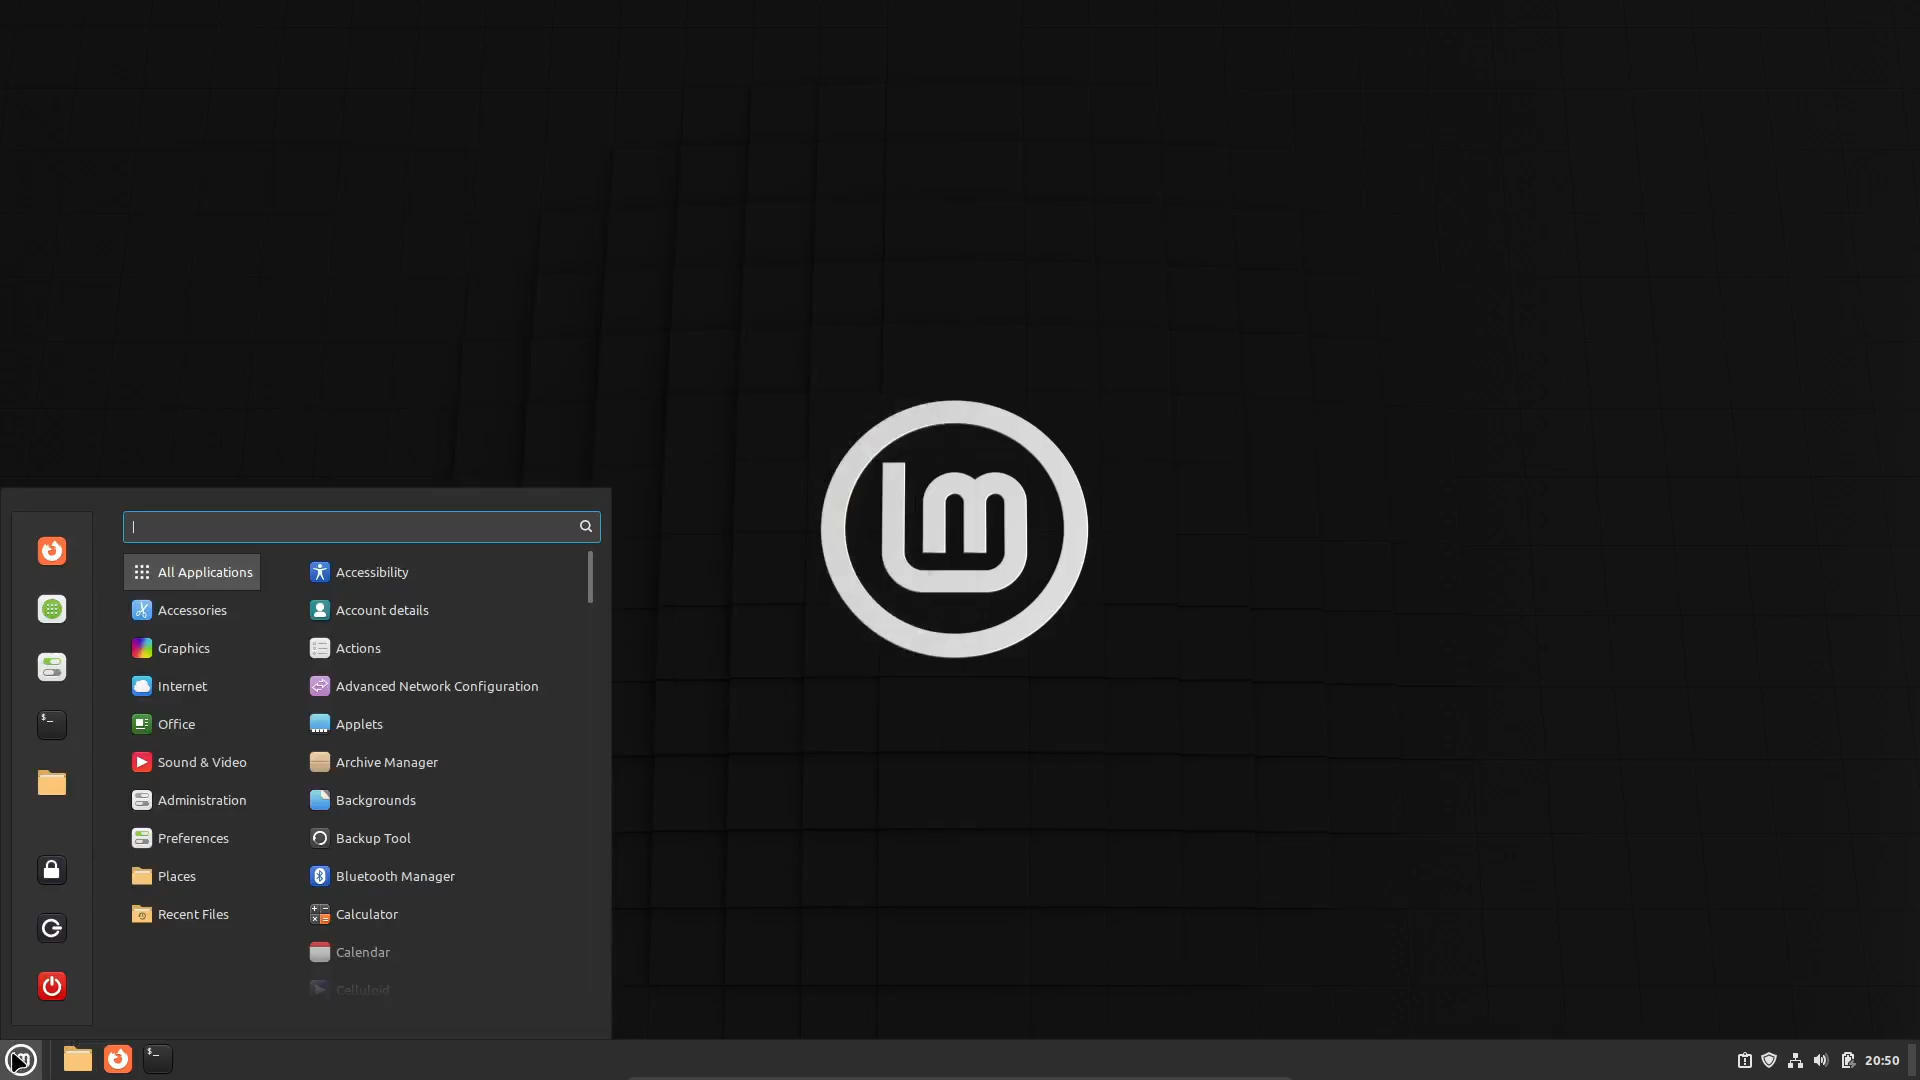 lm
All Applications
Accessories
Graphics
Internet
Office
Sound & Video
Administration
Preferences
Places
Recent Files
Accessibility
Account details
Actions
Advanced Network Configuration
Applets
Archive Manager
Backgrounds
Backup Tool
Bluetooth Manager
Calculator
Calendar
Celluloid
20:50